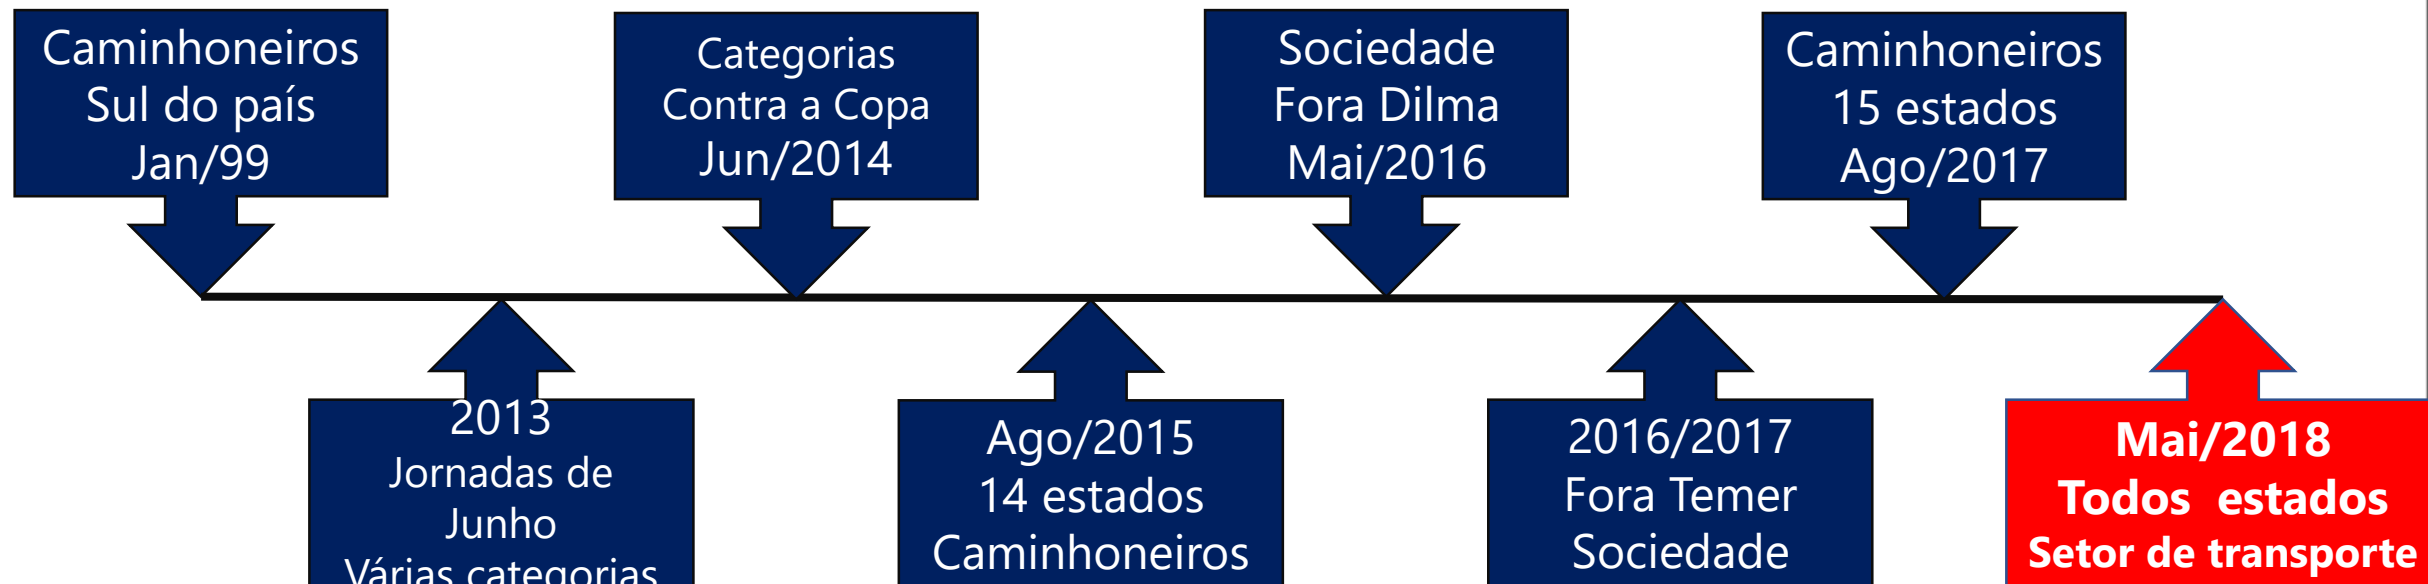 Caminhoneiros
Sul do país
Jan/99
Categorias
Contra a Copa
Jun/2014
Sociedade
Fora Dilma
Mai/2016
Caminhoneiros
15 estados
Ago/2017
2013
Jornadas de
Junho
Várias categorias
Ago/2015
14 estados
Caminhoneiros
2016/2017
Fora Temer
Sociedade
Mai/2018
Todos estados
Setor de transporte